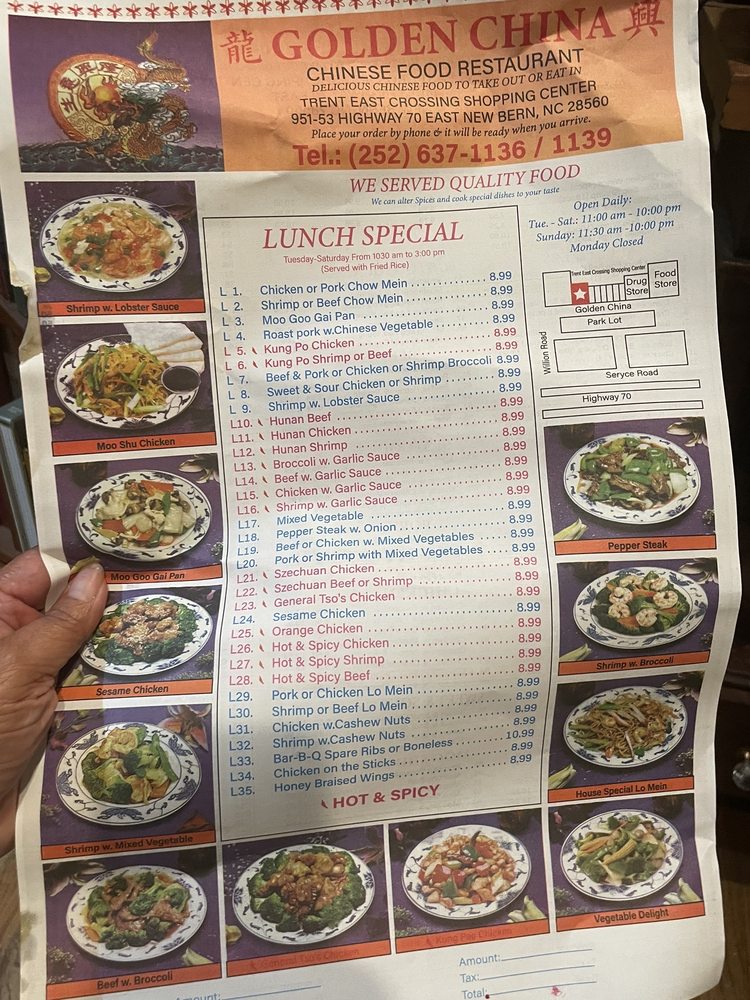 龍 GOLDEN CHINA 興
CHINESE FOOD RESTAURANT
DELICIOUS CHINESE FOOD TO TAKE OUT OR EAT IN
TRENT EAST CROSSING SHOPPING CENTER
951-53 HIGHWAY 70 EAST NEW BERN, NC 28560
Place your order by phone & it will be ready when you arrive.
Tel.: (252) 637-1136 / 1139
WE SERVED QUALITY FOOD
We can alter Spices and cook special dishes to your taste
Open Daily:
Tue. - Sat.: 11:00 am - 10:00 pm
Sunday: 11:30 am -10:00 pm
Monday Closed
Trent East Crossing Shopping Center
Drug Store
Food Store
Golden China
Park Lot
Willion Road
Seryce Road
Highway 70
LUNCH SPECIAL
Tuesday-Saturday From 1030 am to 3:00 pm
(Served with Fried Rice)
L 1. Chicken or Pork Chow Mein 8.99
L 2. Shrimp or Beef Chow Mein 8.99
L 3. Moo Goo Gai Pan 8.99
L 4. Roast pork w.Chinese Vegetable 8.99
L 5. Kung Po Chicken 8.99
L 6. Kung Po Shrimp or Beef 8.99
L 7. Beef & Pork or Chicken or Shrimp Broccoli 8.99
L 8. Sweet & Sour Chicken or Shrimp 8.99
L 9. Shrimp w. Lobster Sauce 8.99
L10. Hunan Beef 8.99
L11. Hunan Chicken 8.99
L12. Hunan Shrimp 8.99
L13. Broccoli w. Garlic Sauce 8.99
L14. Beef w. Garlic Sauce 8.99
L15. Chicken w. Garlic Sauce 8.99
L16. Shrimp w. Garlic Sauce 8.99
L17. Mixed Vegetable 8.99
L18. Pepper Steak w. Onion 8.99
L19. Beef or Chicken w. Mixed Vegetables 8.99
L20. Pork or Shrimp with Mixed Vegetables 8.99
L21. Szechuan Chicken 8.99
L22. Szechuan Beef or Shrimp 8.99
L23. General Tso's Chicken 8.99
L24. Sesame Chicken 8.99
L25. Orange Chicken 8.99
L26. Hot & Spicy Chicken 8.99
L27. Hot & Spicy Shrimp 8.99
L28. Hot & Spicy Beef 8.99
L29. Pork or Chicken Lo Mein 8.99
L30. Shrimp or Beef Lo Mein 8.99
L31. Chicken w.Cashew Nuts 8.99
L32. Shrimp w.Cashew Nuts 8.99
L33. Bar-B-Q Spare Ribs or Boneless 10.99
L34. Chicken on the Sticks 8.99
L35. Honey Braised Wings 8.99
HOT & SPICY
Shrimp w. Lobster Sauce
Moo Shu Chicken
Moo Goo Gai Pan
Sesame Chicken
Shrimp w. Mixed Vegetable
Beef w. Broccoli
General Tso's Chicken
Kung Pao Chicken
Pepper Steak
Shrimp w. Broccoli
House Special Lo Mein
Vegetable Delight
Amount:
Amount:
Tax:
Total: